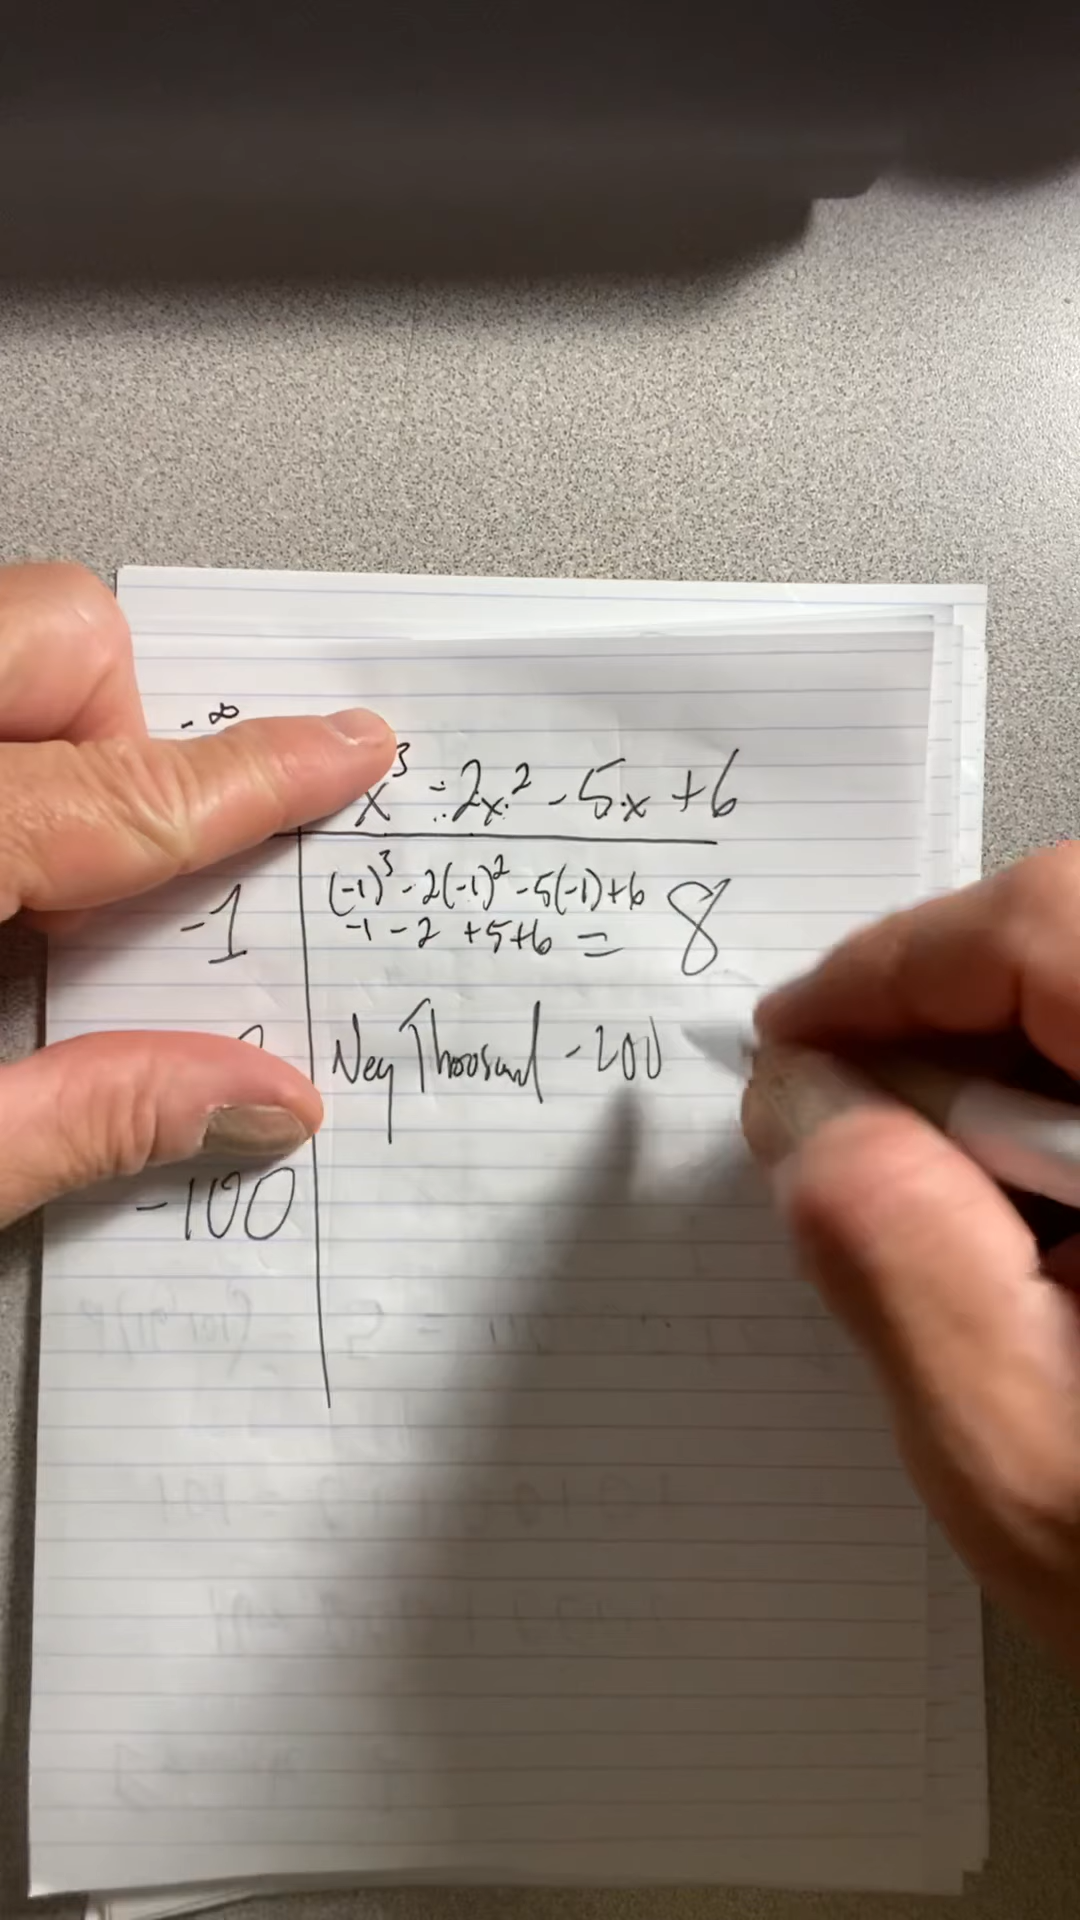 - ∞
x³ - 2x² - 5x + 6
-1 (-1)³ - 2(-1)² - 5(-1) + 6 8
-1 - 2 + 5 + 6 =
Neg Thousand - 200
-100